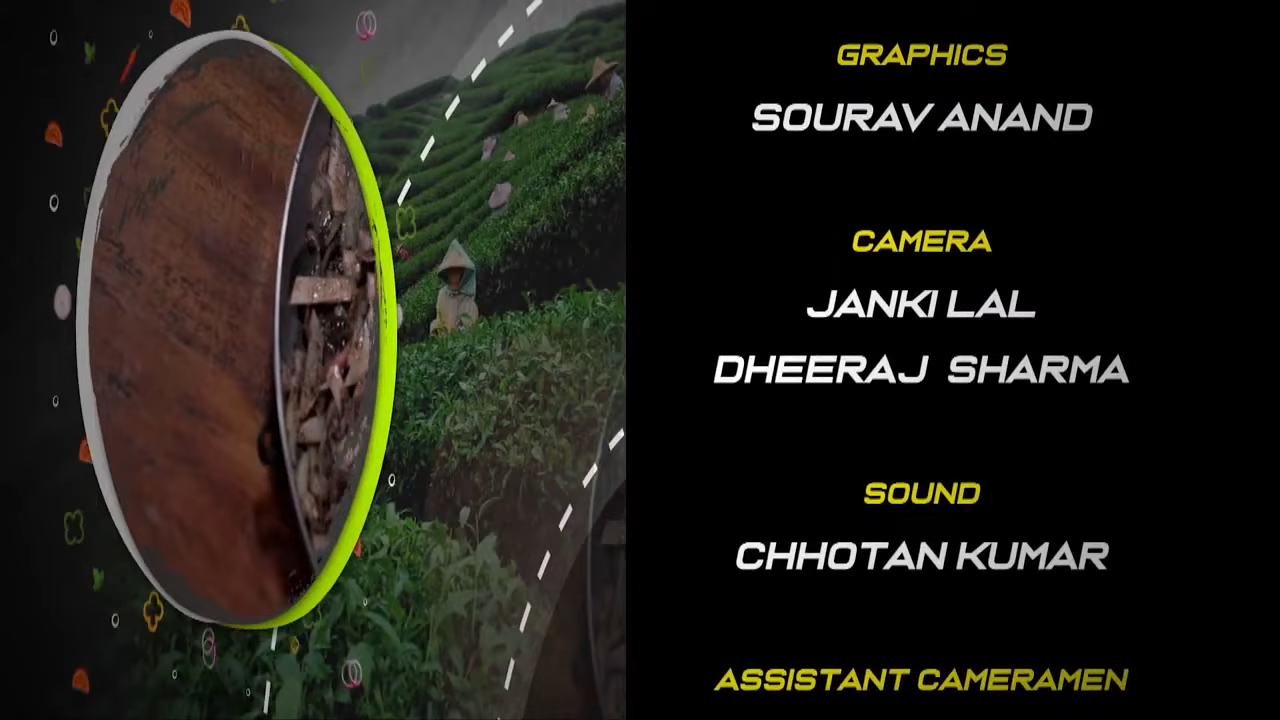 GRAPHICS
SOURAV ANAND
CAMERA
JANKI LAL
DHEERAJ SHARMA
SOUND
CHHOTAN KUMAR
ASSISTANT CAMERAMEN